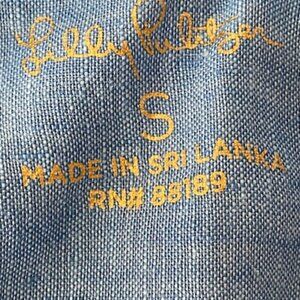 Lilly Pulitzer
S
MADE IN SRI LANKA
RN# 88189